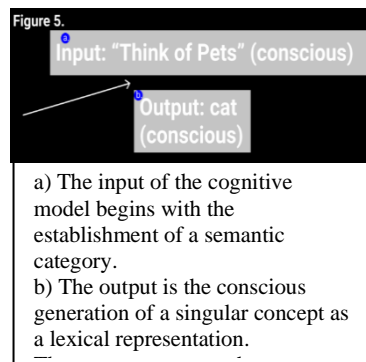 Figure 5.
a
Input: “Think of Pets” (conscious)
b
Output: cat
(conscious)
a) The input of the cognitive
model begins with the
establishment of a semantic
category.
b) The output is the conscious
generation of a singular concept as
a lexical representation.